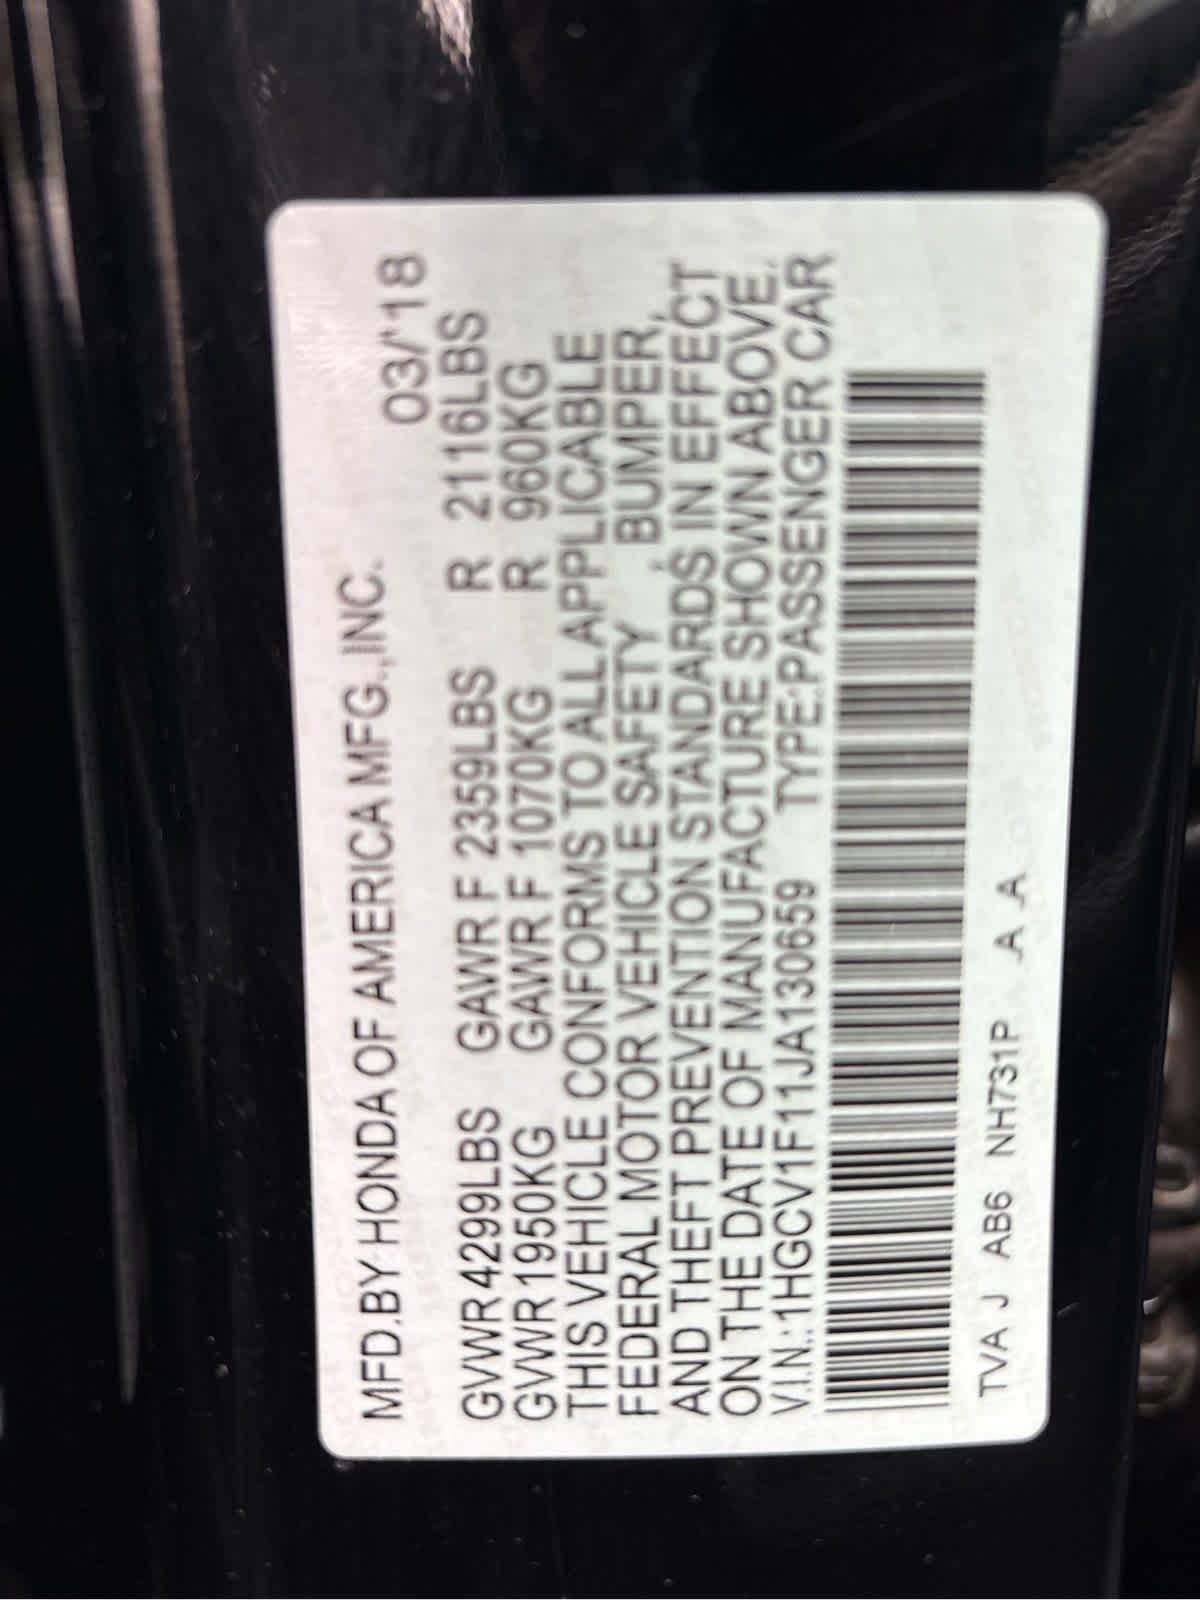 MFD.BY HONDA OF AMERICA MFG.,INC.
03/'18
GVWR 4299LBS GAWR F 2359LBS R 2116LBS
GVWR 1950KG GAWR F 1070KG R 960KG
THIS VEHICLE CONFORMS TO ALL APPLICABLE
FEDERAL MOTOR VEHICLE SAFETY, BUMPER,
AND THEFT PREVENTION STANDARDS IN EFFECT
ON THE DATE OF MANUFACTURE SHOWN ABOVE.
V.I.N.:1HGCV1F11JA130659 TYPE:PASSENGER CAR
TVA J AB6 NH731P A A